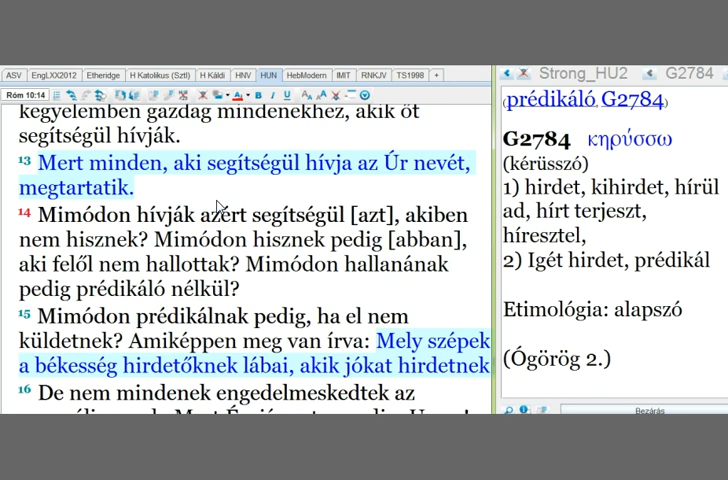 ASV EngLXX2012 Etheridge H Katolikus (Sztl) H Káldi HNV HUN HebModern IMIT RNKJV TS1998 +
Róm 10:14
kegyelemben gazdag mindenekhez, akik őt
segítségül hívják.
13 Mert minden, aki segítségül hívja az Úr nevét,
megtartatik.
14 Mimódon hívják azért segítségül [azt], akiben
nem hisznek? Mimódon hisznek pedig [abban],
aki felől nem hallottak? Mimódon hallanának
pedig prédikáló nélkül?
15 Mimódon prédikálnak pedig, ha el nem
küldetnek? Amiképpen meg van írva: Mely szépek
a békesség hirdetőknek lábai, akik jókat hirdetnek
16 De nem mindenek engedelmeskedtek az
Strong_HU2 G2784
(prédikáló, G2784)
G2784 κηρύσσω
(kérüsszó)
1) hirdet, kihirdet, hírül
ad, hírt terjeszt,
híresztel,
2) Igét hirdet, prédikál
Etimológia: alapszó
(Ógörög 2.)
Bezárás